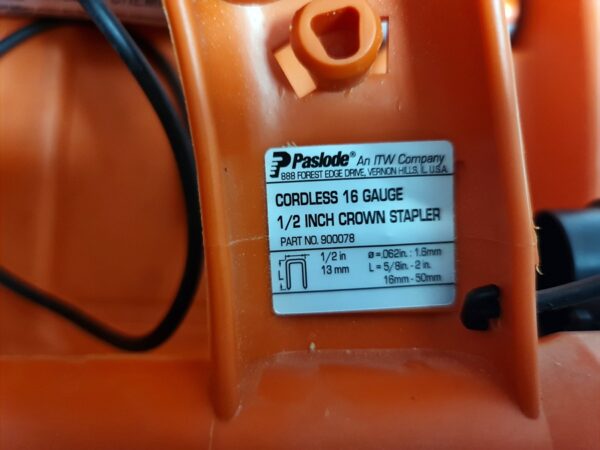 Paslode® An ITW Company
888 FOREST EDGE DRIVE, VERNON HILLS, IL U.S.A.
CORDLESS 16 GAUGE
1/2 INCH CROWN STAPLER
PART NO. 900078
1/2 in ø=.062in. : 1.6mm
L 13 mm L = 5/8in. - 2 in.
16mm - 50mm